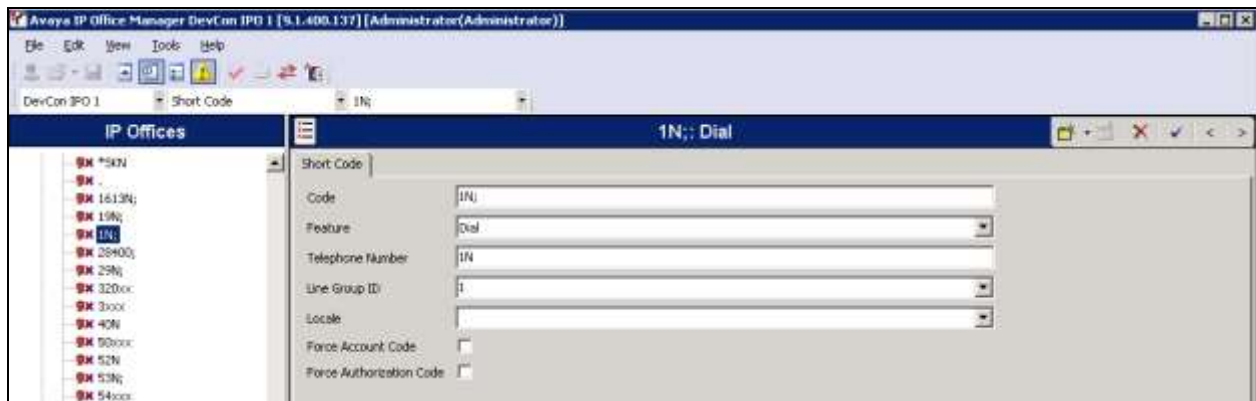 Avaya IP Office Manager DevCon IPO 1 [9.1.400.137] [Administrator(Administrator)]
File Edit View Tools Help
DevCon IPO 1 Short Code 1N;
IP Offices
1N;: Dial
*5KN
.
1613N;
19N;
1N;
28400;
29N;
320xx
3xxx
40N
50xxx
52N
53N;
54xxx
Short Code
Code 1N;
Feature Dial
Telephone Number 1N
Line Group ID 1
Locale
Force Account Code
Force Authorization Code